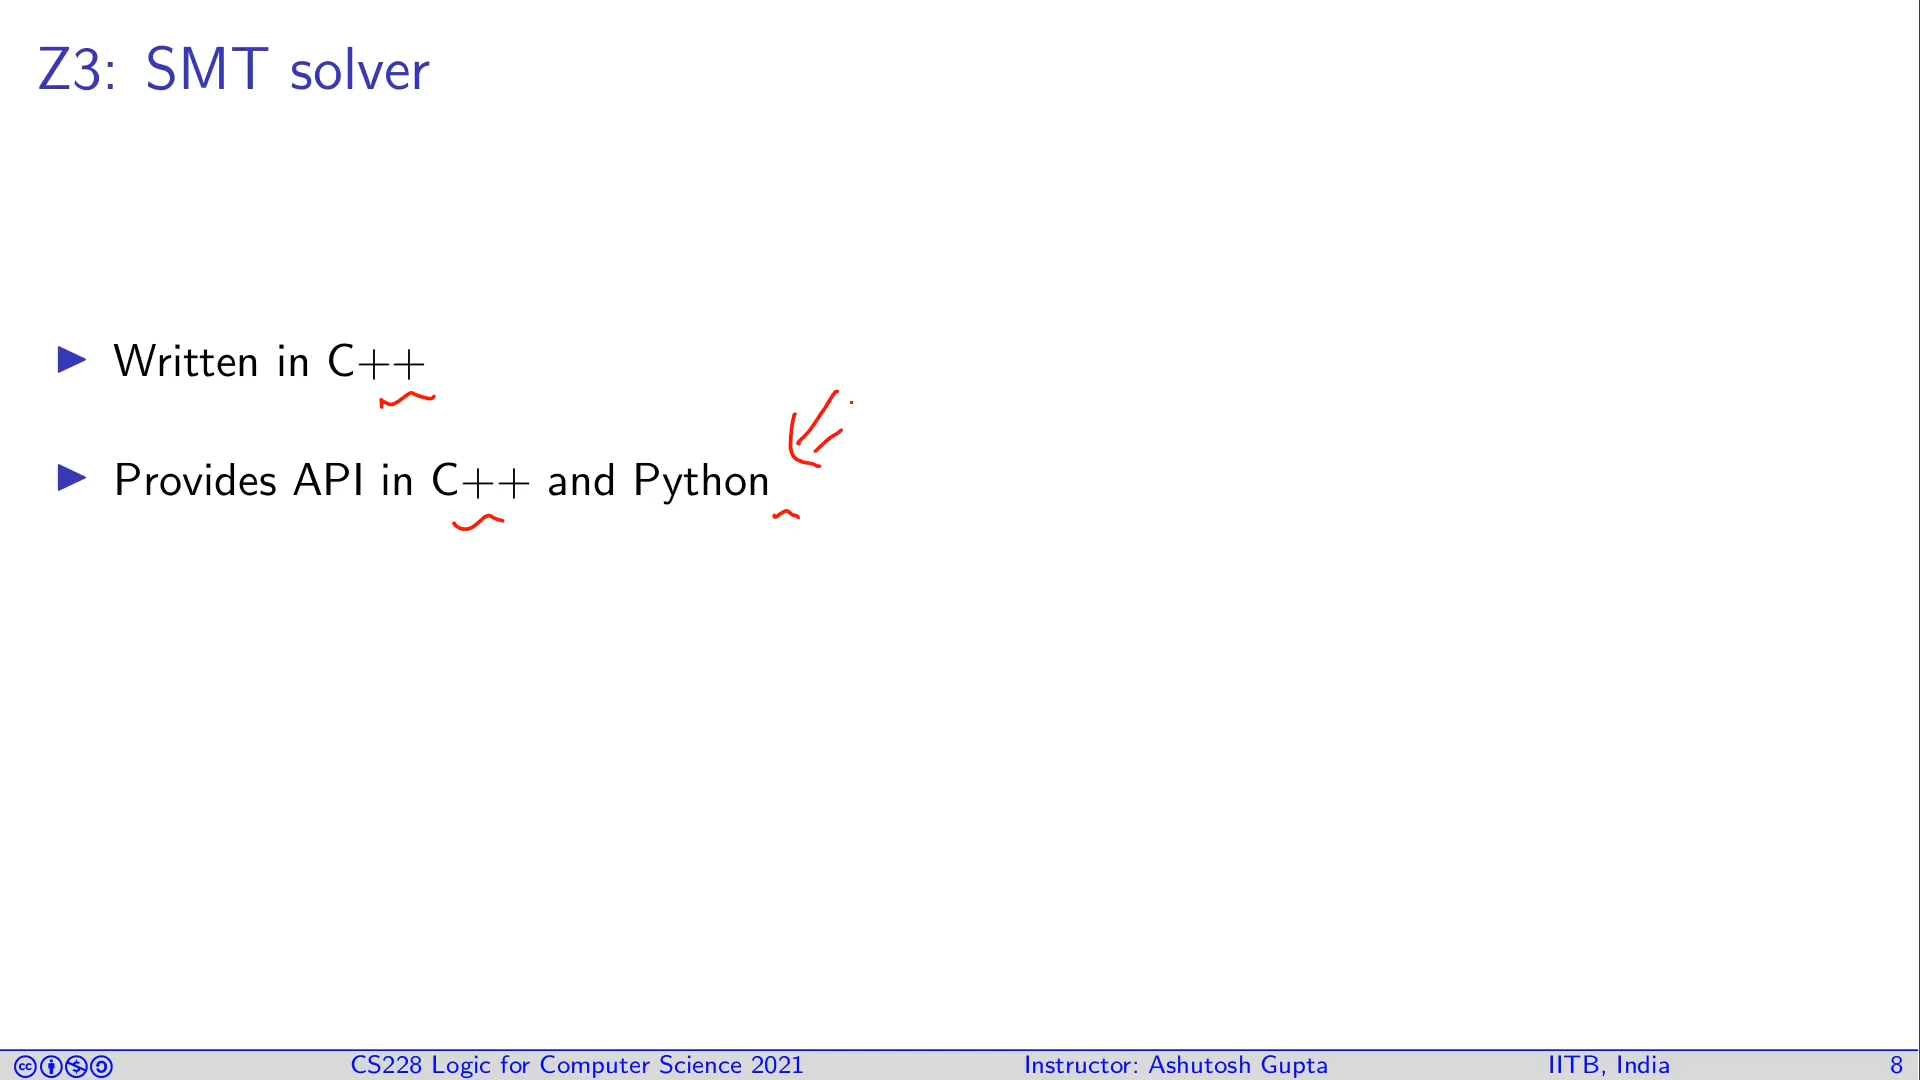 Z3: SMT solver
▶ Written in C++
▶ Provides API in C++ and Python
CS228 Logic for Computer Science 2021 Instructor: Ashutosh Gupta IITB, India 8